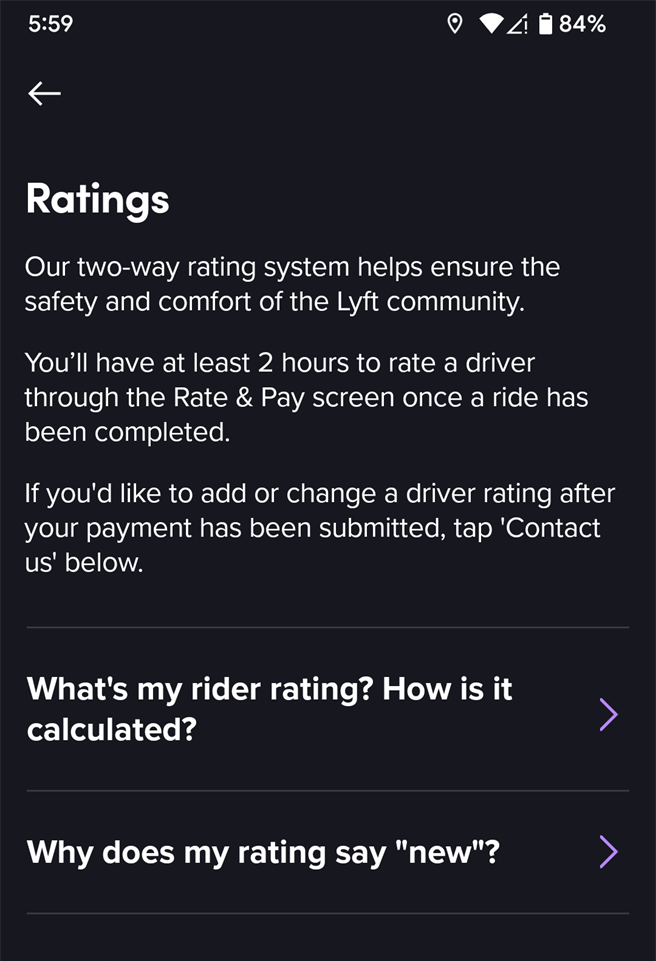 5:59
84%
Ratings
Our two-way rating system helps ensure the
safety and comfort of the Lyft community.
You’ll have at least 2 hours to rate a driver
through the Rate & Pay screen once a ride has
been completed.
If you'd like to add or change a driver rating after
your payment has been submitted, tap 'Contact
us' below.
What's my rider rating? How is it
calculated?
Why does my rating say "new"?